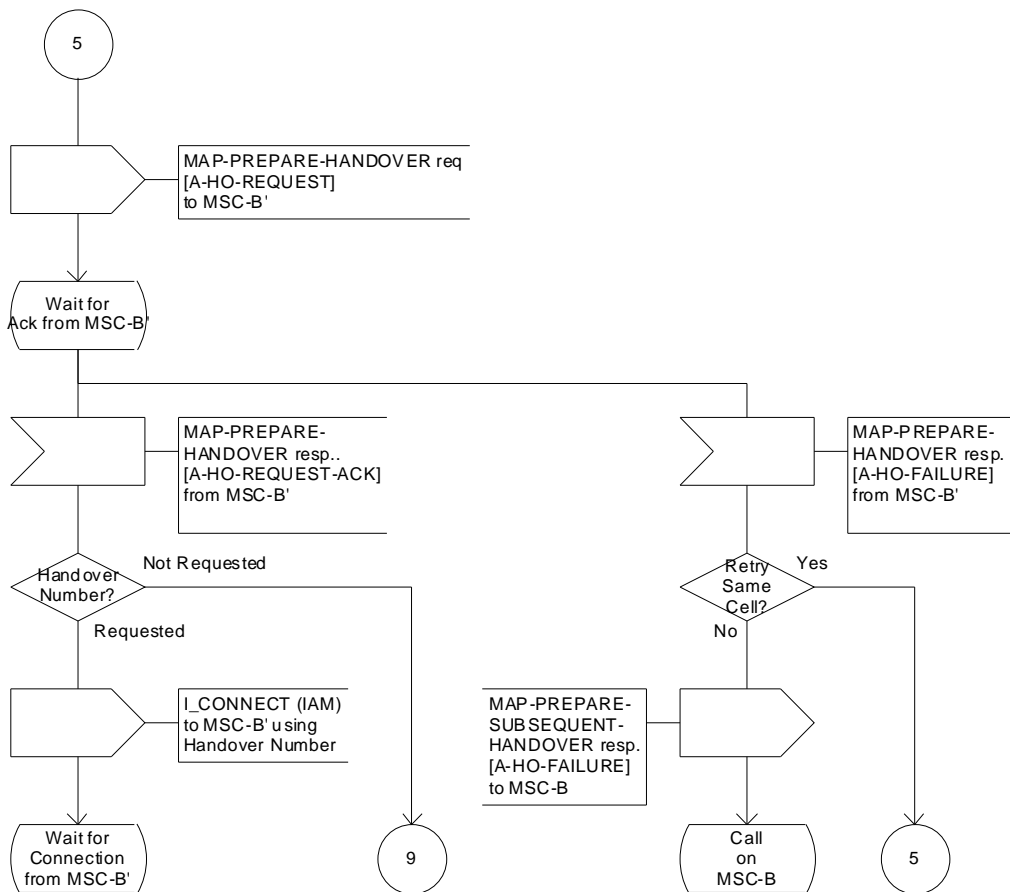 5
MAP-PREPARE-HANDOVER req
[A-HO-REQUEST]
to MSC-B'
Wait for
Ack from MSC-B'
MAP-PREPARE-
HANDOVER resp..
[A-HO-REQUEST-ACK]
from MSC-B'
MAP-PREPARE-
HANDOVER resp.
[A-HO-FAILURE]
from MSC-B'
Handover
Number?
Not Requested
Requested
Retry
Same
Cell?
Yes
No
I_CONNECT (IAM)
to MSC-B' using
Handover Number
MAP-PREPARE-
SUBSEQUENT-
HANDOVER resp.
[A-HO-FAILURE]
to MSC-B
Wait for
Connection
from MSC-B'
9
Call
on
MSC-B
5